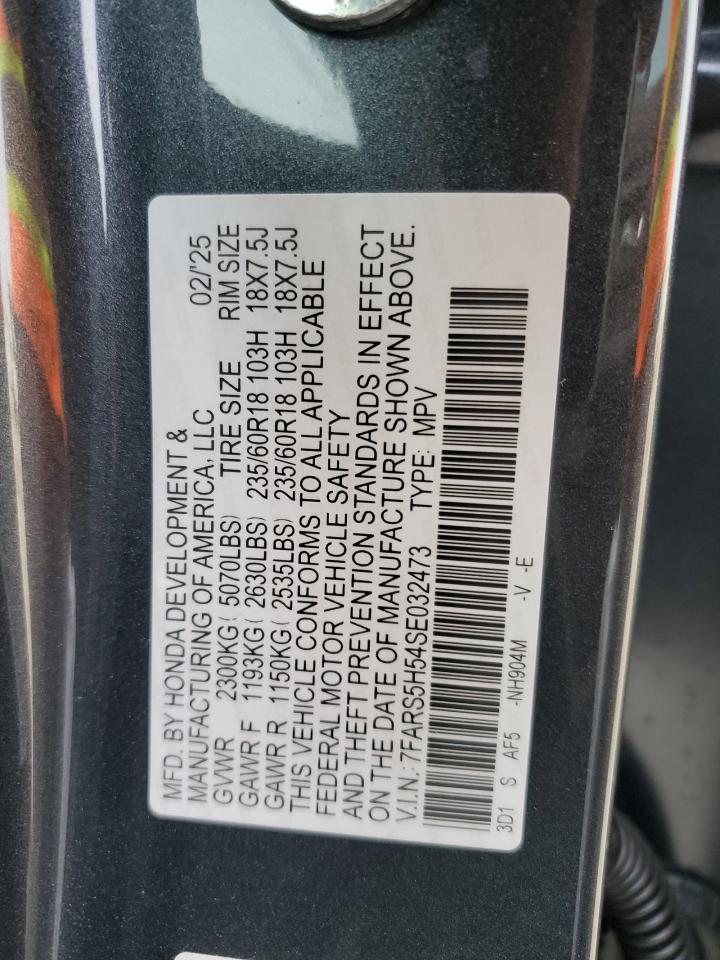 MFD. BY HONDA DEVELOPMENT &
MANUFACTURING OF AMERICA, LLC 02/'25
GVWR 2300KG( 5070LBS) TIRE SIZE RIM SIZE
GAWR F 1193KG( 2630LBS) 235/60R18 103H 18X7.5J
GAWR R 1150KG( 2535LBS) 235/60R18 103H 18X7.5J
THIS VEHICLE CONFORMS TO ALL APPLICABLE
FEDERAL MOTOR VEHICLE SAFETY
AND THEFT PREVENTION STANDARDS IN EFFECT
ON THE DATE OF MANUFACTURE SHOWN ABOVE.
V.I.N.: 7FARS5H54SE032473 TYPE: MPV
3D1 S AF5 -NH904M -V -E